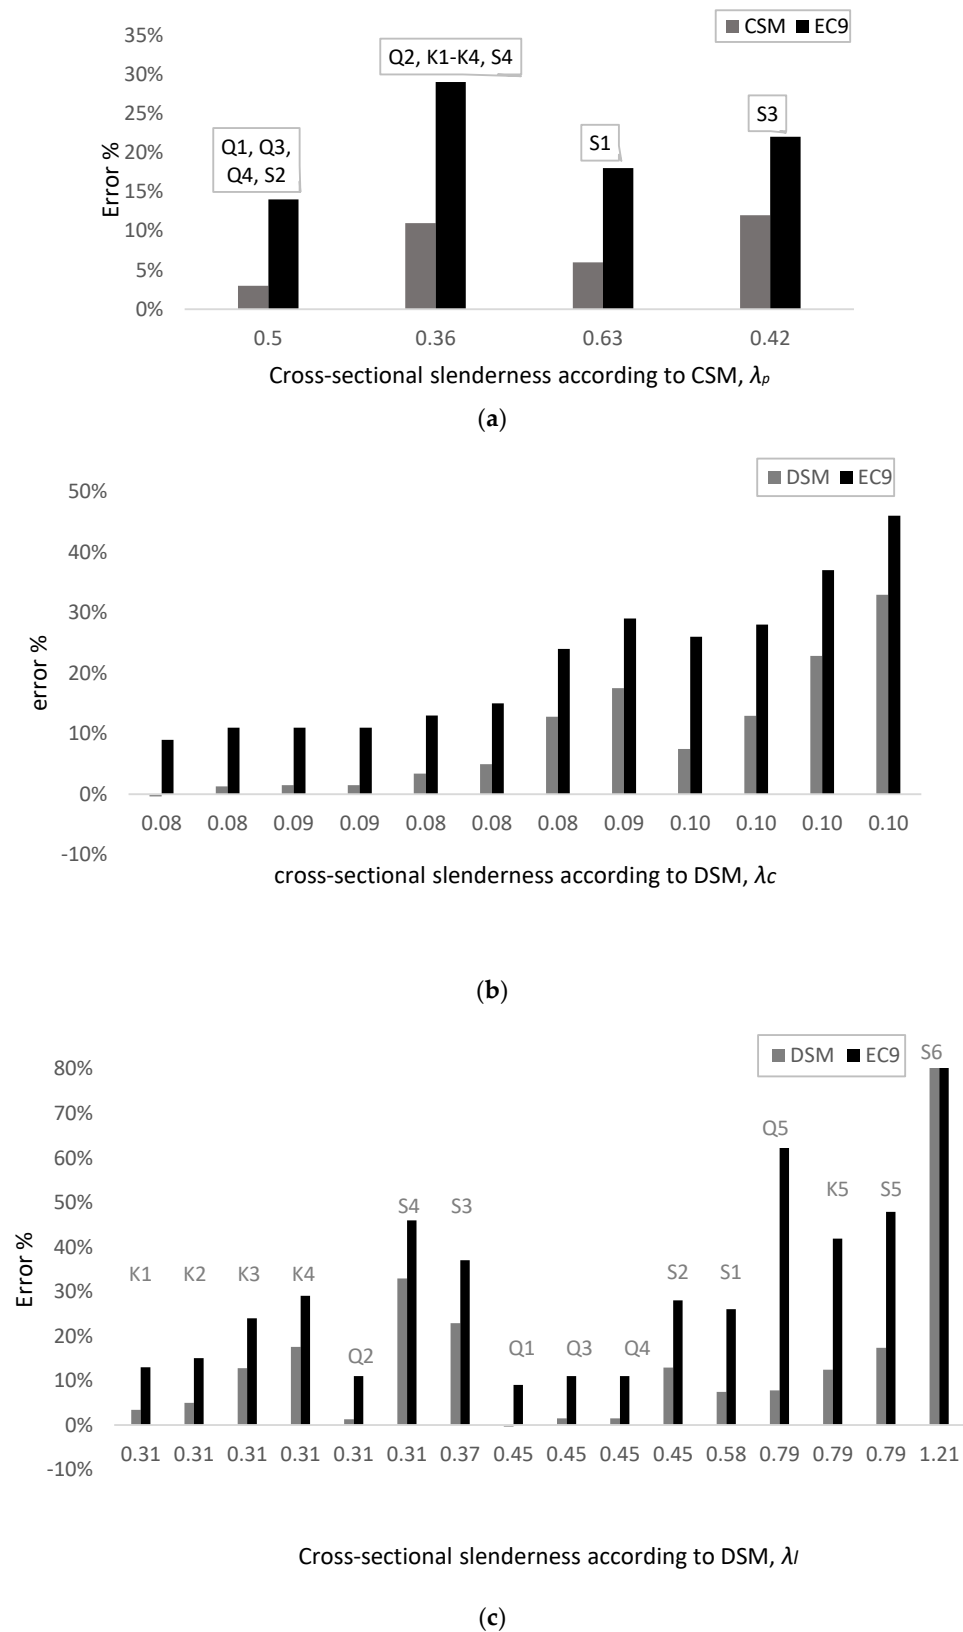 CSM EC9
35%
30%
25%
20%
15%
10%
5%
0%
Error %
Q1, Q3,
Q4, S2
Q2, K1-K4, S4
S1
S3
0.5 0.36 0.63 0.42
Cross-sectional slenderness according to CSM, λp
(a)
DSM EC9
50%
40%
30%
20%
10%
0%
-10%
error %
0.08 0.08 0.09 0.09 0.08 0.08 0.08 0.09 0.10 0.10 0.10 0.10
cross-sectional slenderness according to DSM, λc
(b)
DSM EC9
80%
70%
60%
50%
40%
30%
20%
10%
0%
-10%
Error %
K1 K2 K3 K4 Q2 S4 S3 Q1 Q3 Q4 S2 S1 Q5 K5 S5 S6
0.31 0.31 0.31 0.31 0.31 0.31 0.37 0.45 0.45 0.45 0.45 0.58 0.79 0.79 0.79 1.21
Cross-sectional slenderness according to DSM, λl
(c)